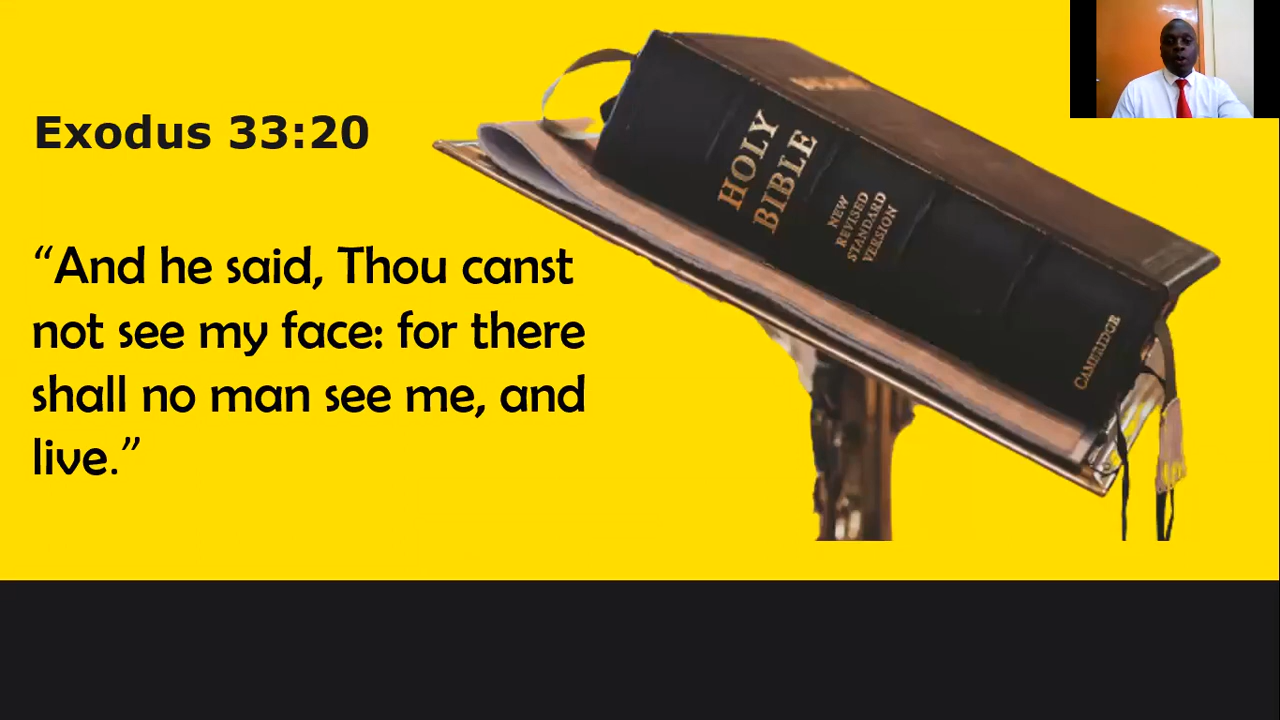 Exodus 33:20
“And he said, Thou canst
not see my face: for there
shall no man see me, and
live.”
HOLY
BIBLE
NEW
REVISED
STANDARD
VERSION
CAMBRIDGE